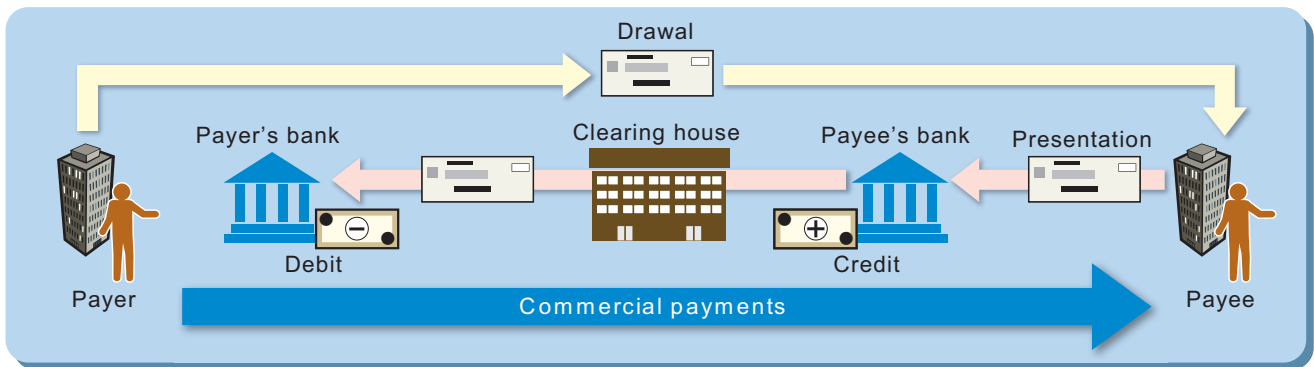 Drawal
Payer's bank
Clearing house
Payee's bank
Presentation
Debit
Credit
Payer
Commercial payments
Payee